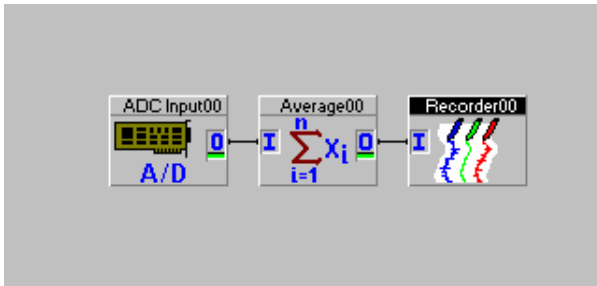 ADC Input00
A/D
O
Average00
I
n
Σ Xi
i=1
O
Recorder00
I